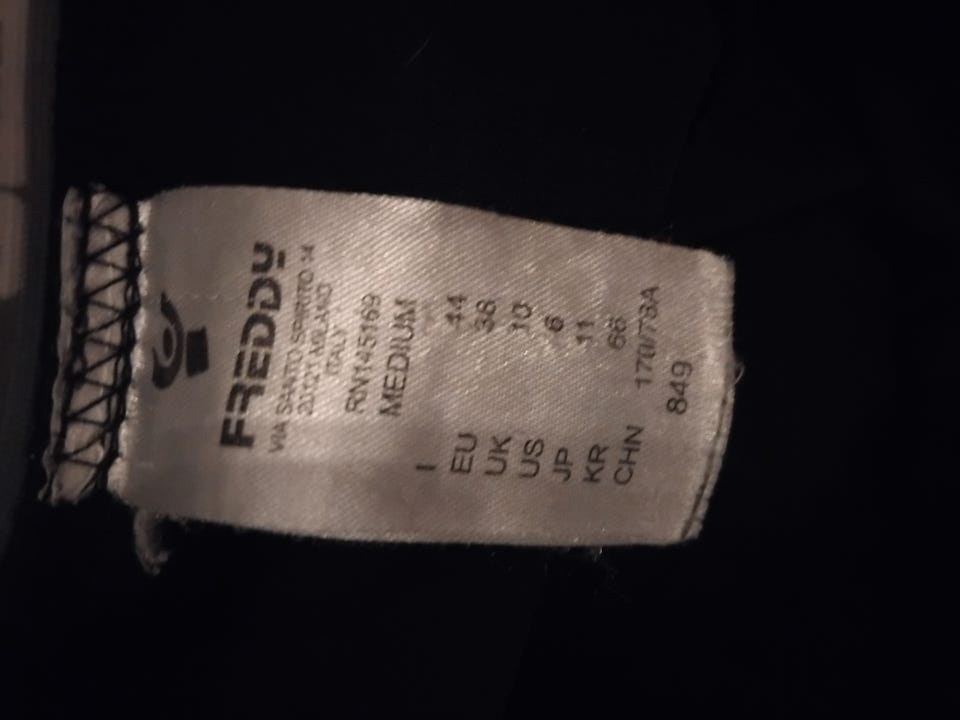 FREDDY
VIA SANTO SPIRITO 14
20121 MILANO
ITALY
RN145169
MEDIUM
I 44
EU 38
UK 10
US 6
JP 11
KR 66
CHN 170/78A
849